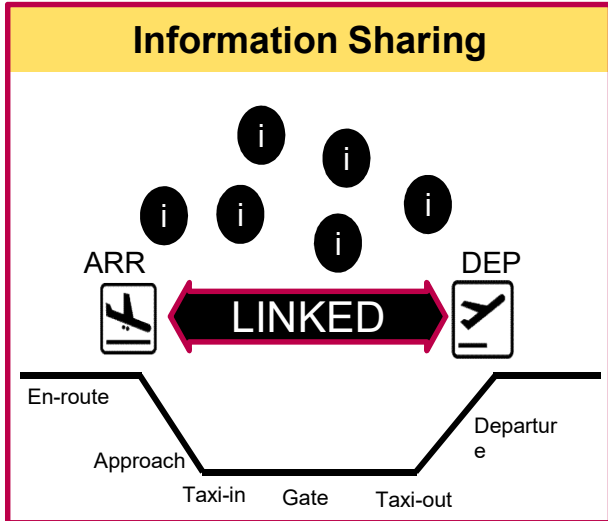 Information Sharing
i
i
i
i
i
i
ARR
DEP
LINKED
En-route
Departur
e
Approach
Taxi-in
Gate
Taxi-out